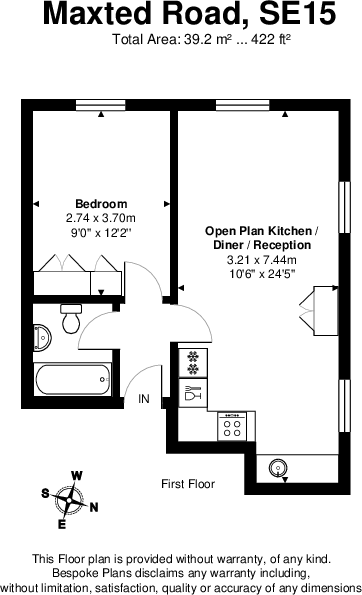 Maxted Road, SE15
Total Area: 39.2 m² ... 422 ft²
Bedroom
2.74 x 3.70m
9'0" x 12'2"
Open Plan Kitchen /
Diner / Reception
3.21 x 7.44m
10'6" x 24'5"
IN
First Floor
W
S
N
E
This Floor plan is provided without warranty, of any kind.
Bespoke Plans disclaims any warranty including,
without limitation, satisfaction, quality or accuracy of any dimensions